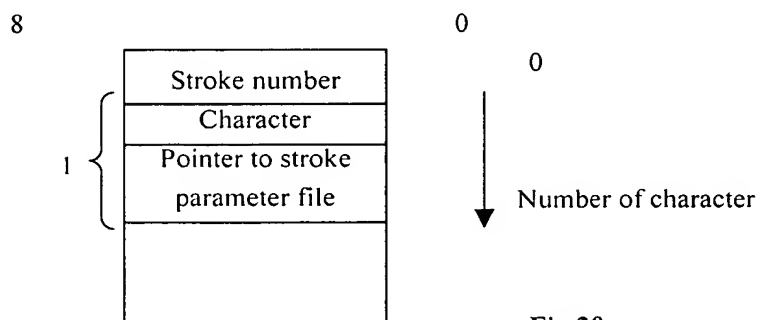 8 0
0
Stroke number
Character
1
Pointer to stroke
parameter file
Number of character